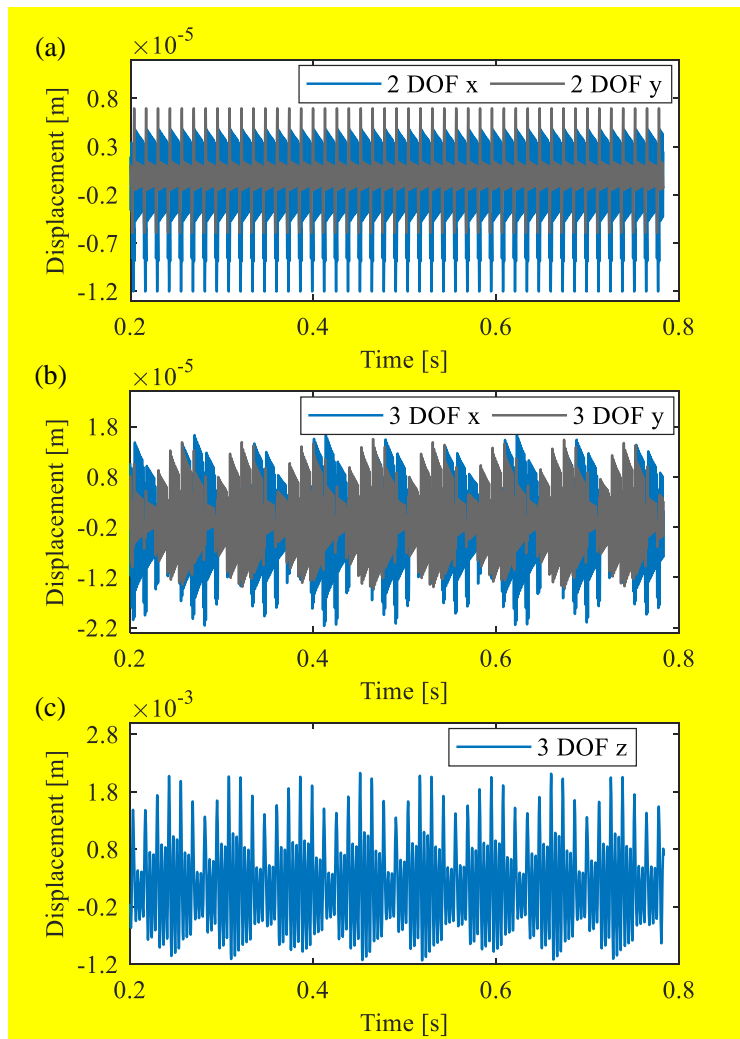 (a)
×10⁻⁵
2 DOF x
2 DOF y
0.8
0.3
-0.2
-0.7
-1.2
Displacement [m]
0.2
0.4
0.6
0.8
Time [s]
(b)
×10⁻⁵
3 DOF x
3 DOF y
1.8
0.8
-0.2
-1.2
-2.2
Displacement [m]
0.2
0.4
0.6
0.8
Time [s]
(c)
×10⁻³
3 DOF z
2.8
1.8
0.8
-0.2
-1.2
Displacement [m]
0.2
0.4
0.6
0.8
Time [s]